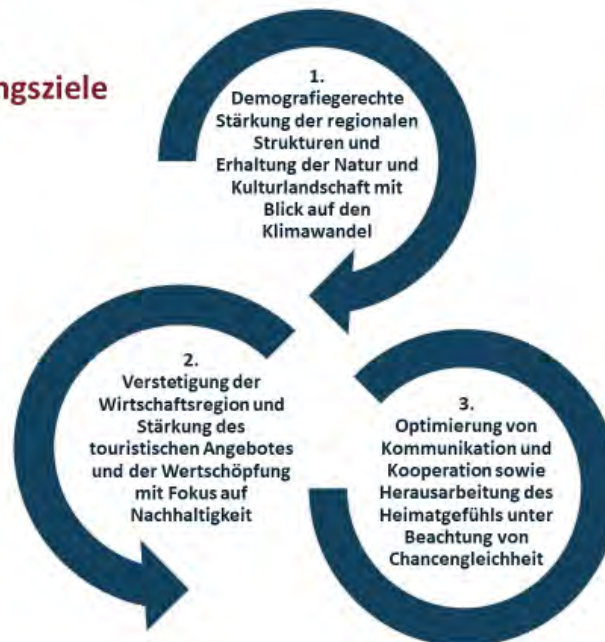 ngsziele
1.
Demografiegerechte
Stärkung der regionalen
Strukturen und
Erhaltung der Natur und
Kulturlandschaft mit
Blick auf den
Klimawandel
2.
Verstetigung der
Wirtschaftsregion und
Stärkung des
touristischen Angebotes
und der Wertschöpfung
mit Fokus auf
Nachhaltigkeit
3.
Optimierung von
Kommunikation und
Kooperation sowie
Herausarbeitung des
Heimatgefühls unter
Beachtung von
Chancengleichheit